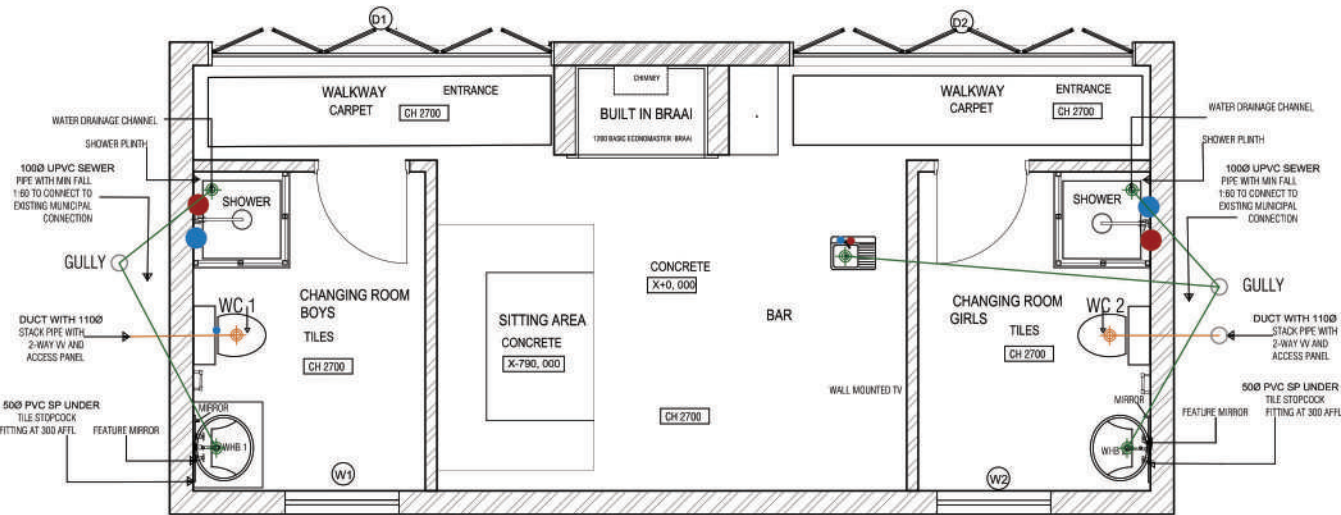 D1
D2
CHIMNEY
WALKWAY
CARPET
ENTRANCE
CH 2700
BUILT IN BRAAI
1200 BASIC ECONOMASTER BRAAI
WALKWAY
CARPET
ENTRANCE
CH 2700
WATER DRAINAGE CHANNEL
SHOWER PLINTH
100Ø UPVC SEWER
PIPE WITH MIN FALL
1:60 TO CONNECT TO
EXISTING MUNICIPAL
CONNECTION
GULLY
DUCT WITH 110Ø
STACK PIPE WITH
2-WAY VV AND
ACCESS PANEL
50Ø PVC SP UNDER
TILE STOPCOCK
FITTING AT 300 AFFL
FEATURE MIRROR
SHOWER
WC 1
CHANGING ROOM
BOYS
TILES
CH 2700
MIRROR
WHB 1
W1
SITTING AREA
CONCRETE
X-790, 000
CONCRETE
X+0, 000
BAR
CH 2700
WALL MOUNTED TV
SHOWER
CHANGING ROOM
GIRLS
WC 2
TILES
CH 2700
MIRROR
W2
WATER DRAINAGE CHANNEL
SHOWER PLINTH
100Ø UPVC SEWER
PIPE WITH MIN FALL
1:60 TO CONNECT TO
EXISTING MUNICIPAL
CONNECTION
GULLY
DUCT WITH 110Ø
STACK PIPE WITH
2-WAY VV AND
ACCESS PANEL
50Ø PVC SP UNDER
TILE STOPCOCK
FITTING AT 300 AFFL
FEATURE MIRROR